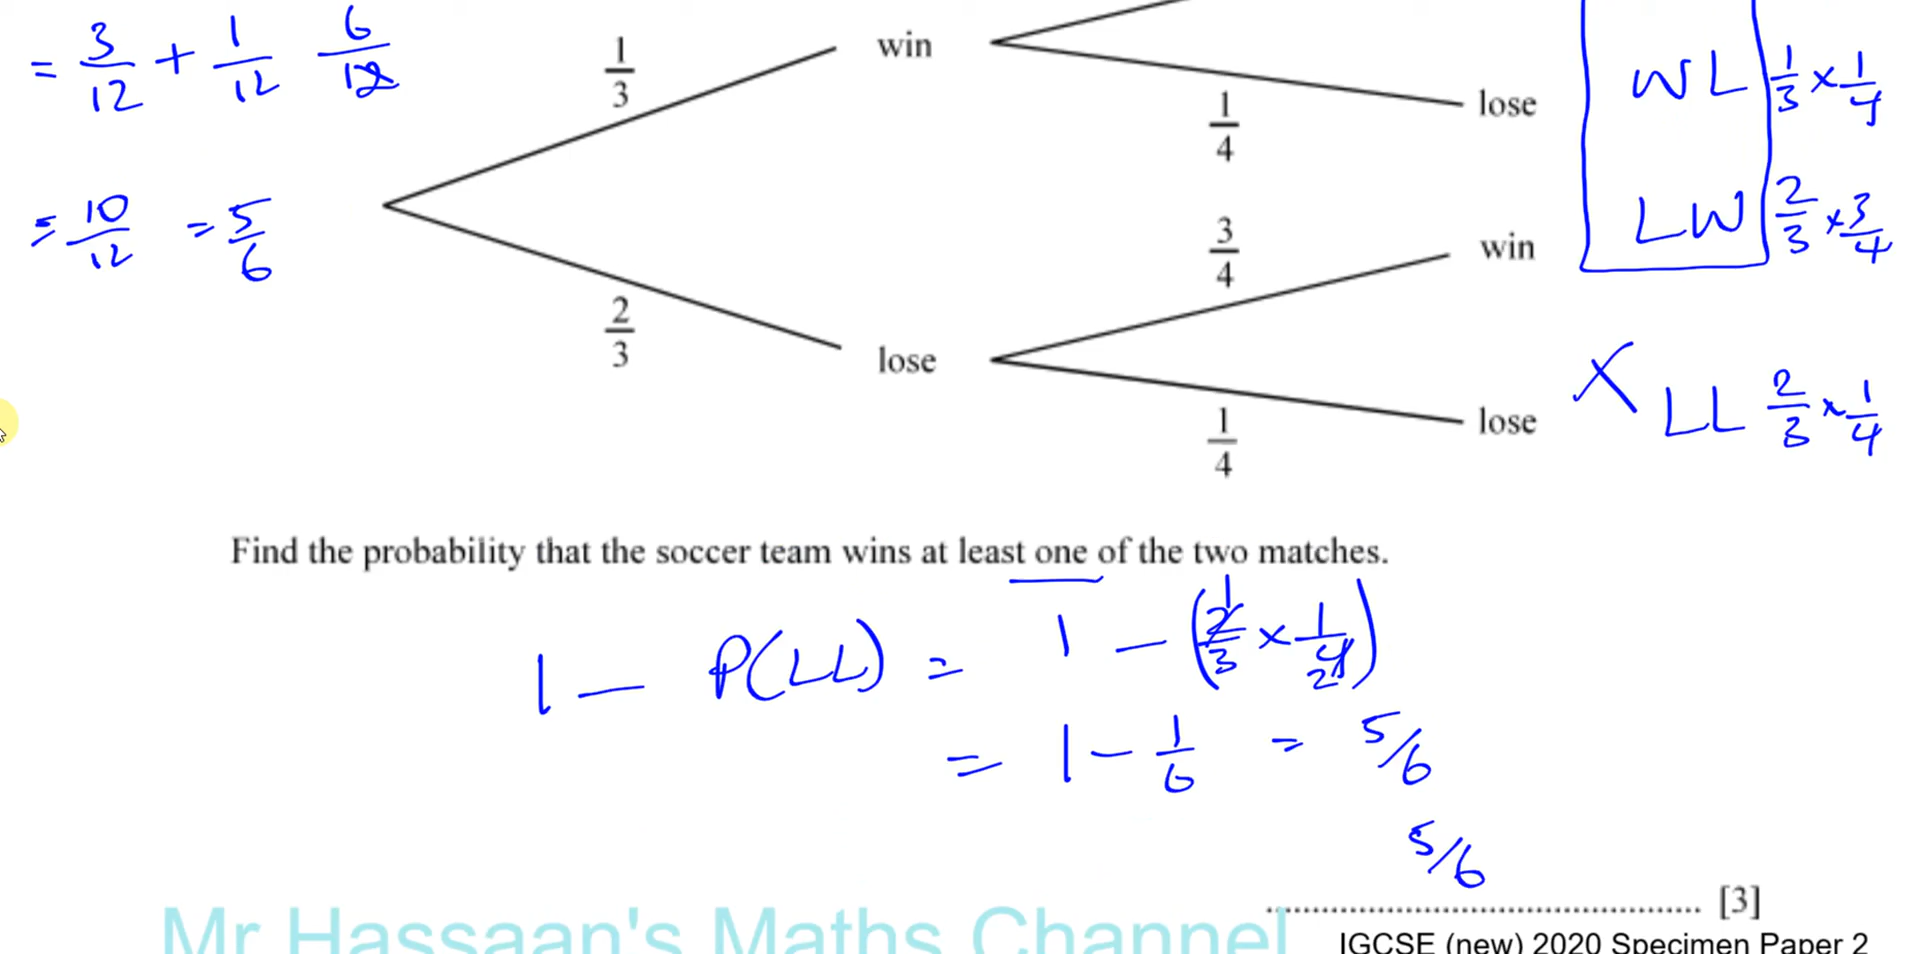 = 3/12 + 1/12 6/12
= 10/12 = 5/6
1/3
win
1/4
lose
WL 1/3 × 1/4
LW 2/3 × 3/4
3/4
win
2/3
lose
1/4
lose
X LL 2/3 × 1/4
Find the probability that the soccer team wins at least one of the two matches.
1 − P(LL) = 1 − (2/3 × 1/4)
= 1 − 1/6 = 5/6
5/6
[3]
Mr Hassaan's Maths Channel
IGCSE (new) 2020 Specimen Paper 2